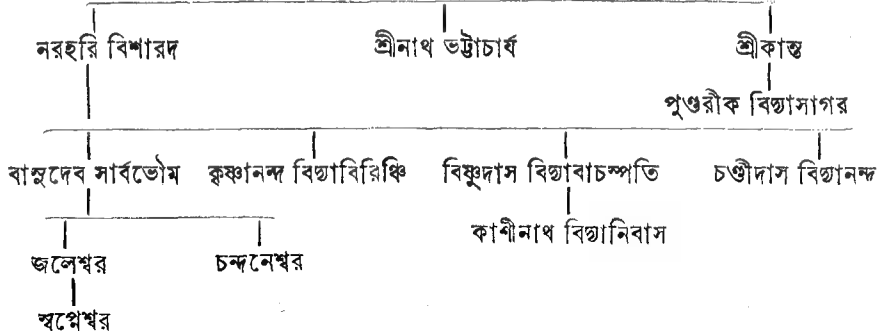 নরহরি বিশারদ শ্রীনাথ ভট্টাচার্য শ্রীকান্ত
পুণ্ডরীক বিদ্যাসাগর
বাসুদেব সার্বভৌম কৃষ্ণানন্দ বিদ্যাবিরিঞ্চি বিষ্ণুদাস বিদ্যাবাচস্পতি চণ্ডীদাস বিদ্যানন্দ
কাশীনাথ বিদ্যানিবাস
জলেশ্বর চন্দনেশ্বর
স্বপ্নেশ্বর